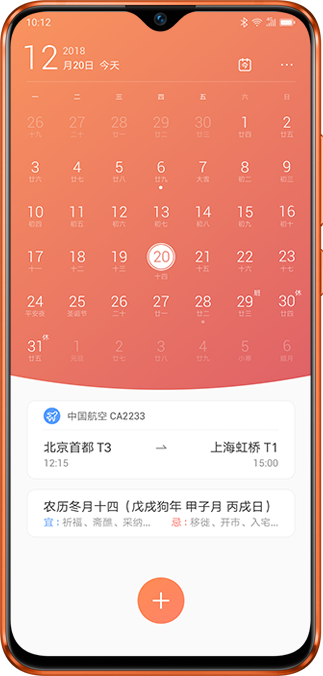 10:12
12 2018
月20日 今天
一 二 三 四 五 六 日
26 27 28 29 30 1 2
十九 二十 廿一 廿二 廿三 廿四 廿五
3 4 5 6 7 8 9
廿六 廿七 廿八 廿九 大雪 初二 初三
10 11 12 13 14 15 16
初四 初五 初六 初七 初八 初九 初十
17 18 19 20 21 22 23
十一 十二 十三 十四 十五 十六 十七
24 25 26 27 28 29 班 30 休
平安夜 圣诞节 二十 廿一 廿二 廿三 廿四
31 休 1 2 3 4 5 6
廿五 元旦 廿七 廿八 廿九 小寒 腊月
中国航空 CA2233
北京首都 T3 → 上海虹桥 T1
12:15 15:00
农历冬月十四（戊戌狗年 甲子月 丙戌日）
宜：祈福、斋醮、采纳... 忌：移徙、开市、入宅...